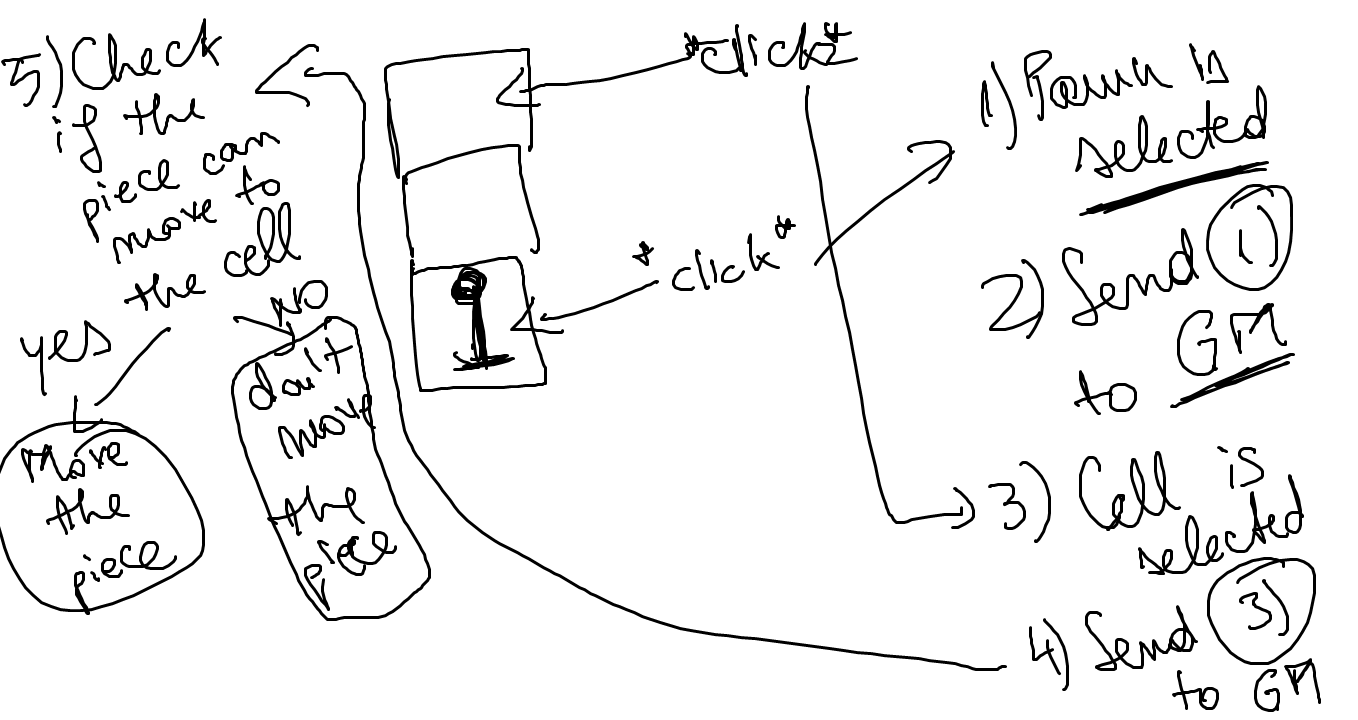 *click*
1) Pawn is
selected
2) Send 1)
to GM
*click*
3) Cell is
selected
4) Send 3)
to GM
5) Check
if the
piece can
move to
the cell
yes
NO
Move
the
piece
don't
move
the
piece